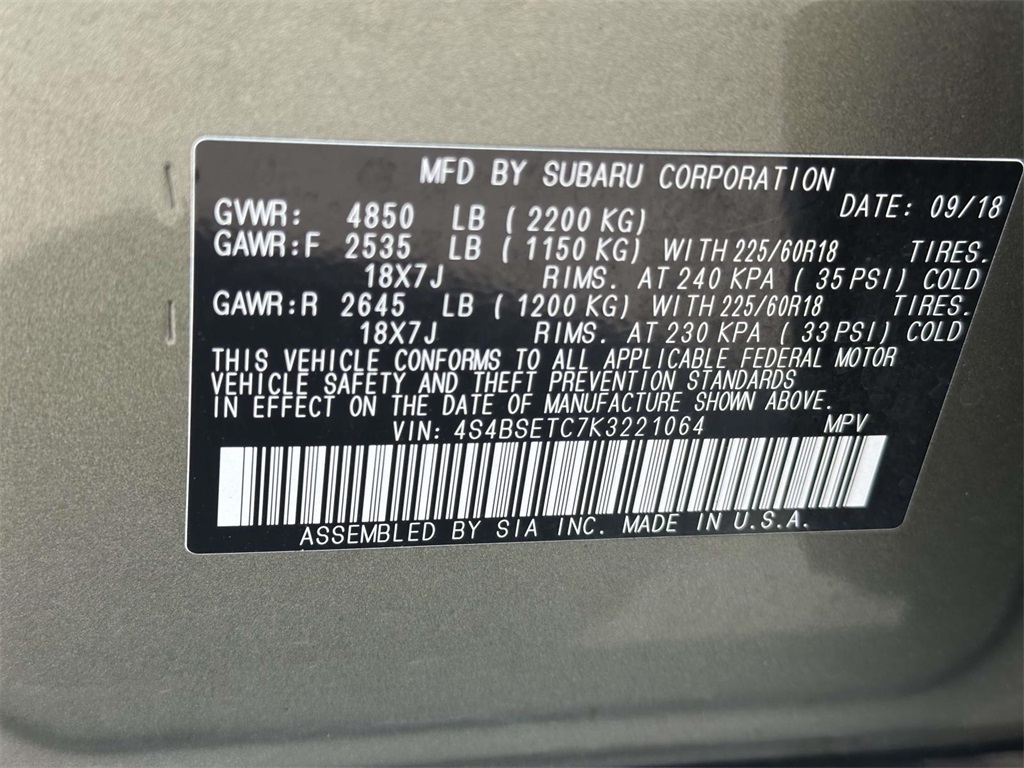 MFD BY SUBARU CORPORATION
DATE: 09/18
GVWR: 4850 LB ( 2200 KG)
GAWR:F 2535 LB ( 1150 KG) WITH 225/60R18 TIRES.
18X7J RIMS. AT 240 KPA ( 35 PSI) COLD
GAWR:R 2645 LB ( 1200 KG) WITH 225/60R18 TIRES.
18X7J RIMS. AT 230 KPA ( 33 PSI) COLD
THIS VEHICLE CONFORMS TO ALL APPLICABLE FEDERAL MOTOR
VEHICLE SAFETY AND THEFT PREVENTION STANDARDS
IN EFFECT ON THE DATE OF MANUFACTURE SHOWN ABOVE.
VIN: 4S4BSETC7K3221064 MPV
ASSEMBLED BY SIA INC. MADE IN U.S.A.